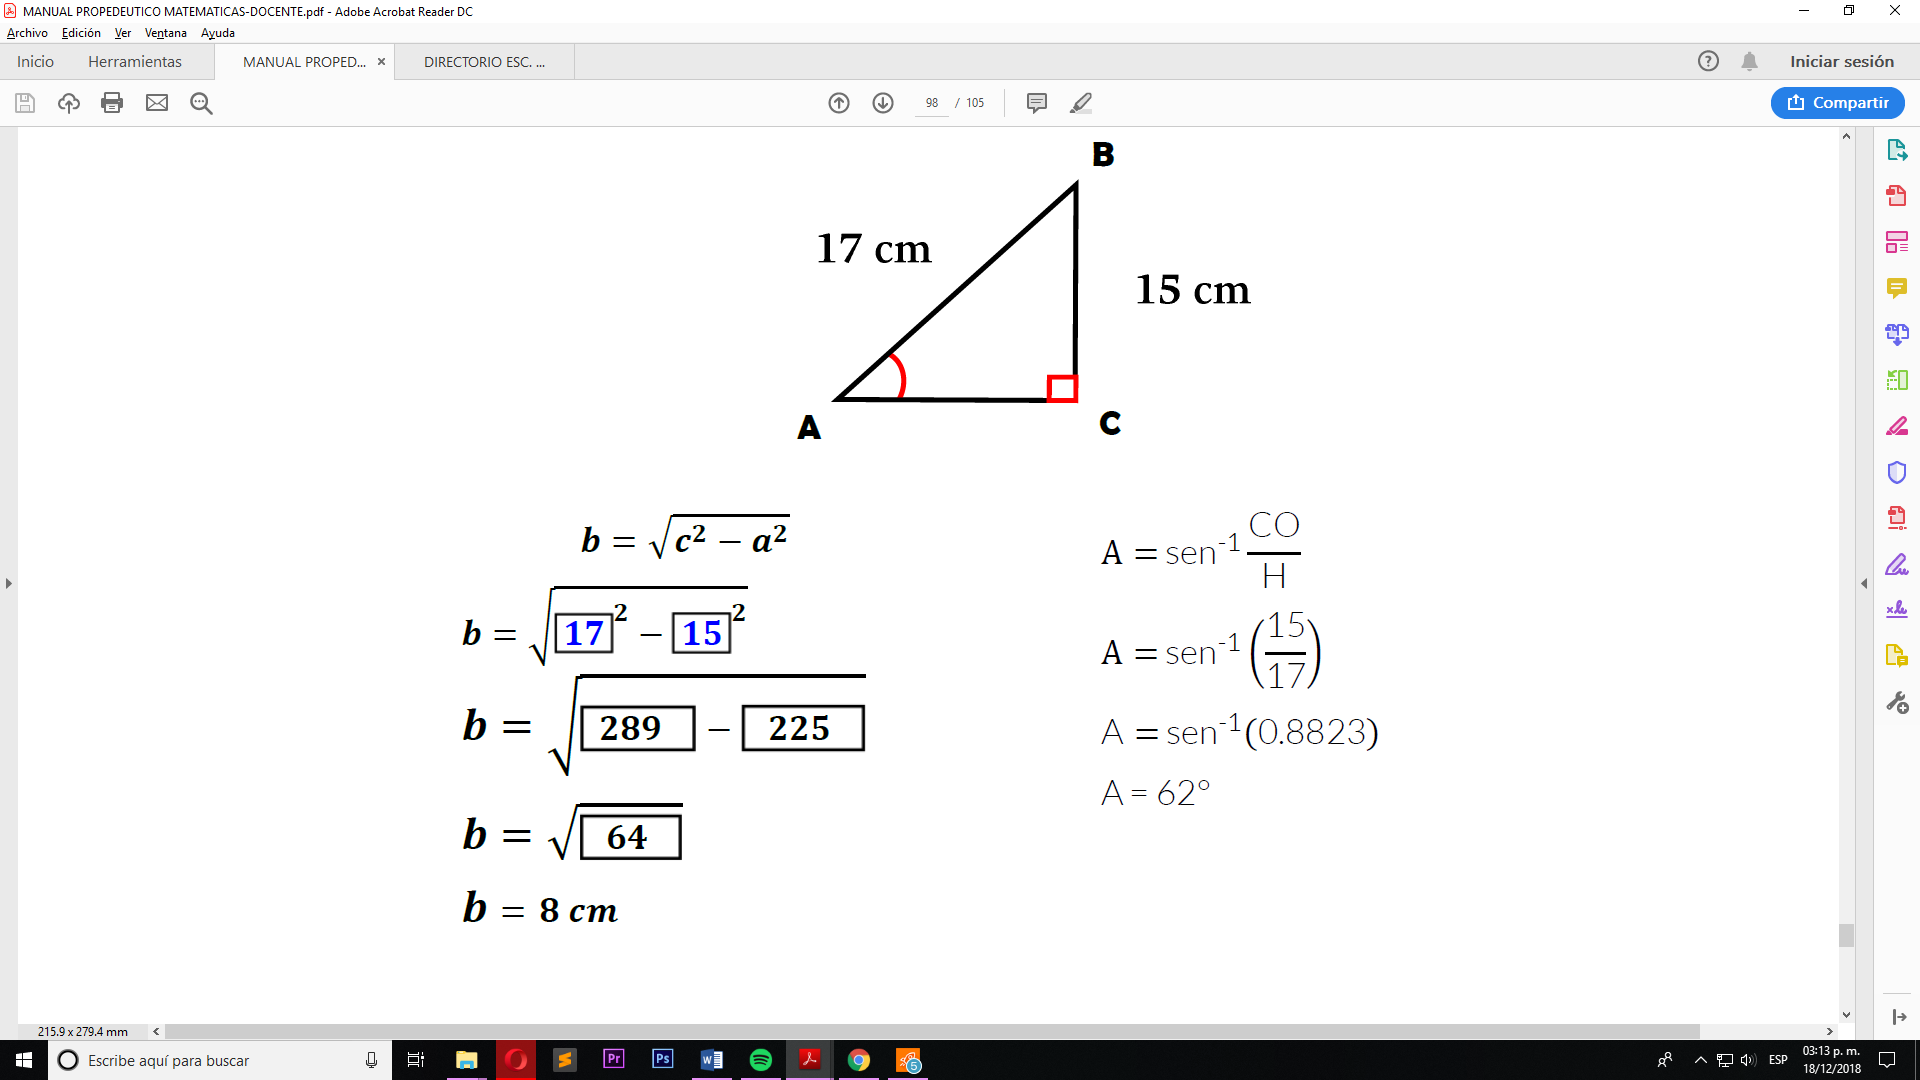 MANUAL PROPEDEUTICO MATEMATICAS-DOCENTE.pdf - Adobe Acrobat Reader DC
Archivo Edición Ver Ventana Ayuda
Inicio Herramientas MANUAL PROPED... × DIRECTORIO ESC. ... Iniciar sesión
98 / 105 Compartir
B
17 cm
15 cm
A
C
b = √c² − a²
b = √17² − 15²
b = √289 − 225
b = √64
b = 8 cm
A = sen⁻¹ CO/H
A = sen⁻¹ (15/17)
A = sen⁻¹(0.8823)
A = 62°
215.9 x 279.4 mm
Escribe aquí para buscar
Pr Ps W 5
ESP 03:13 p. m.
18/12/2018